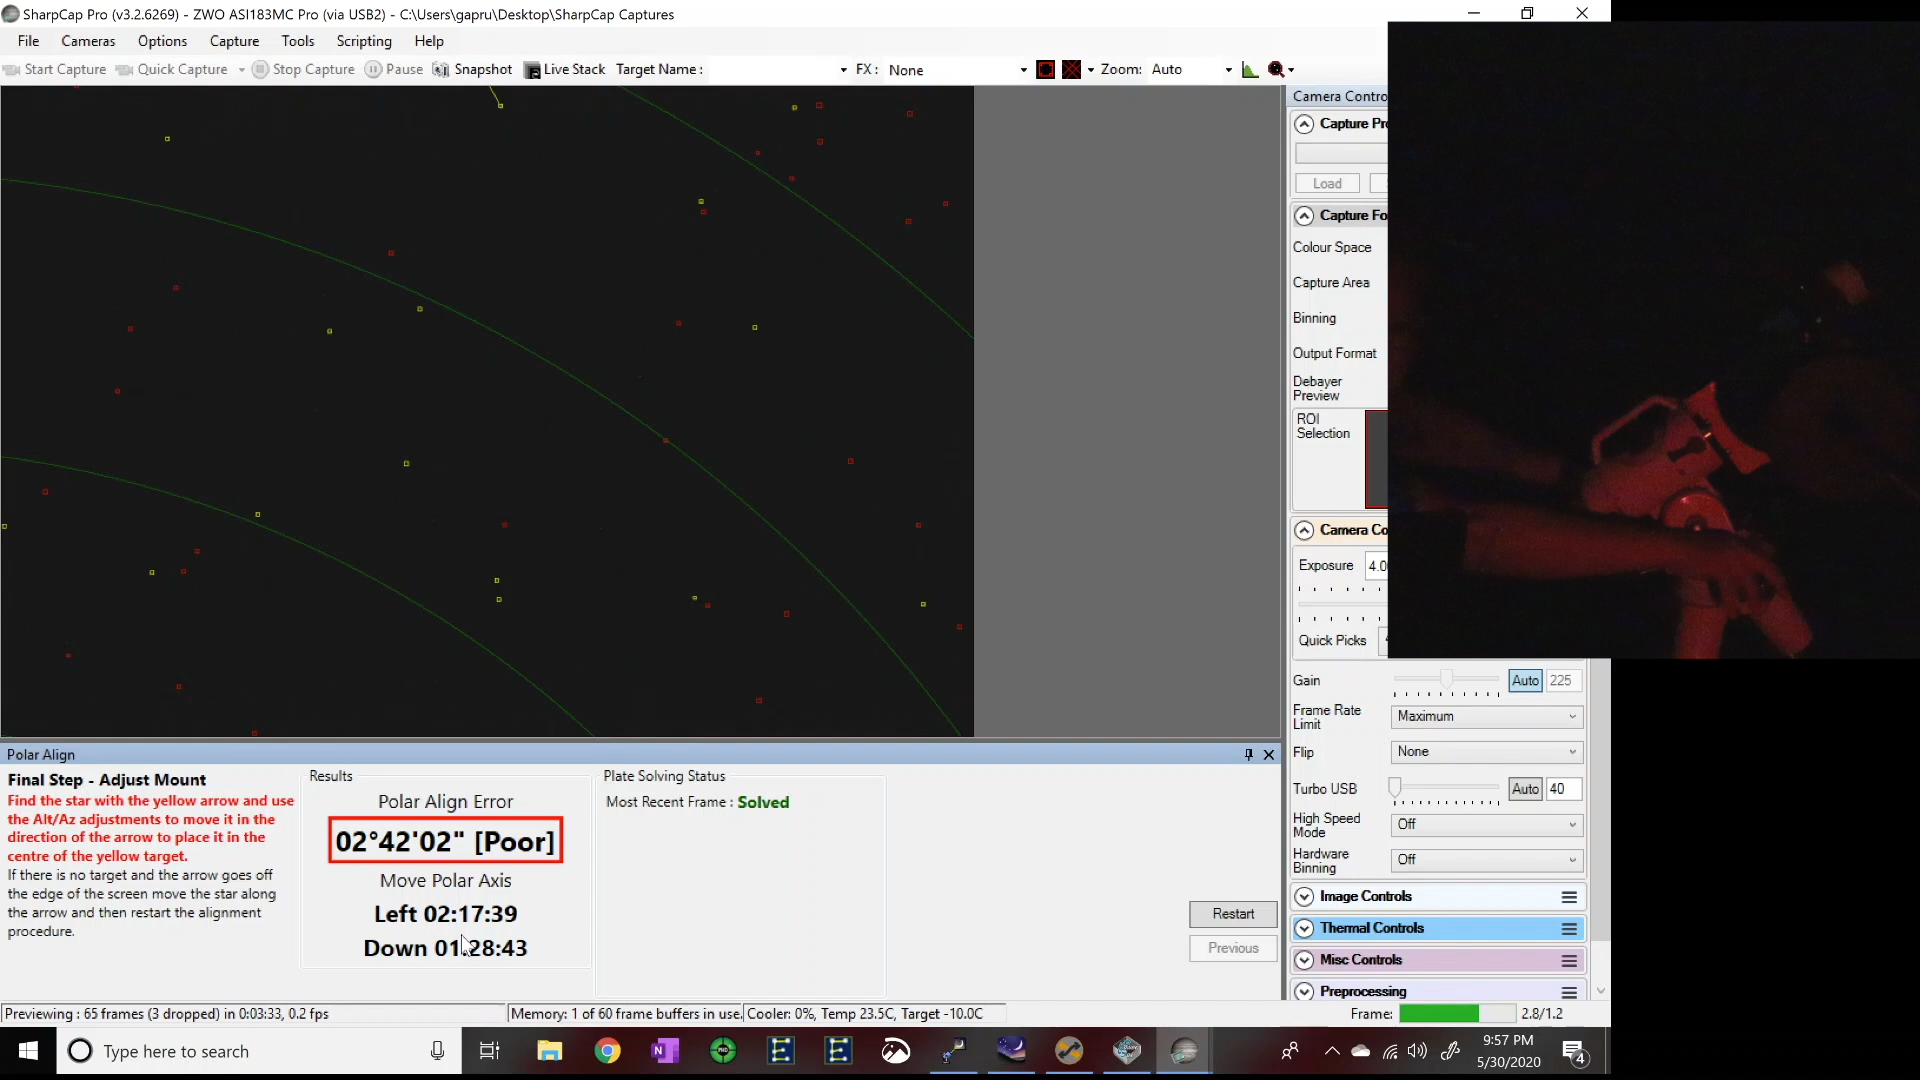 SharpCap Pro (v3.2.6269) - ZWO ASI183MC Pro (via USB2) - C:\Users\gapru\Desktop\SharpCap Captures
File Cameras Options Capture Tools Scripting Help
Start Capture Quick Capture Stop Capture Pause Snapshot Live Stack Target Name : FX : None Zoom: Auto
Camera Contro
Capture Pr
Load
Capture Fo
Colour Space
Capture Area
Binning
Output Format
Debayer
Preview
ROI
Selection
Camera Co
Exposure 4.0
Quick Picks
Gain Auto 225
Frame Rate
Limit
Maximum
Flip None
Turbo USB Auto 40
High Speed
Mode
Off
Hardware
Binning
Off
Image Controls
Thermal Controls
Misc Controls
Preprocessing
Polar Align
Final Step - Adjust Mount
Find the star with the yellow arrow and use
the Alt/Az adjustments to move it in the
direction of the arrow to place it in the
centre of the yellow target.
If there is no target and the arrow goes off
the edge of the screen move the star along
the arrow and then restart the alignment
procedure.
Results
Polar Align Error
02°42'02" [Poor]
Move Polar Axis
Left 02:17:39
Down 01:28:43
Plate Solving Status
Most Recent Frame : Solved
Restart
Previous
Previewing : 65 frames (3 dropped) in 0:03:33, 0.2 fps
Memory: 1 of 60 frame buffers in use.
Cooler: 0%, Temp 23.5C, Target -10.0C
Frame: 2.8/1.2
Type here to search
9:57 PM
5/30/2020
4